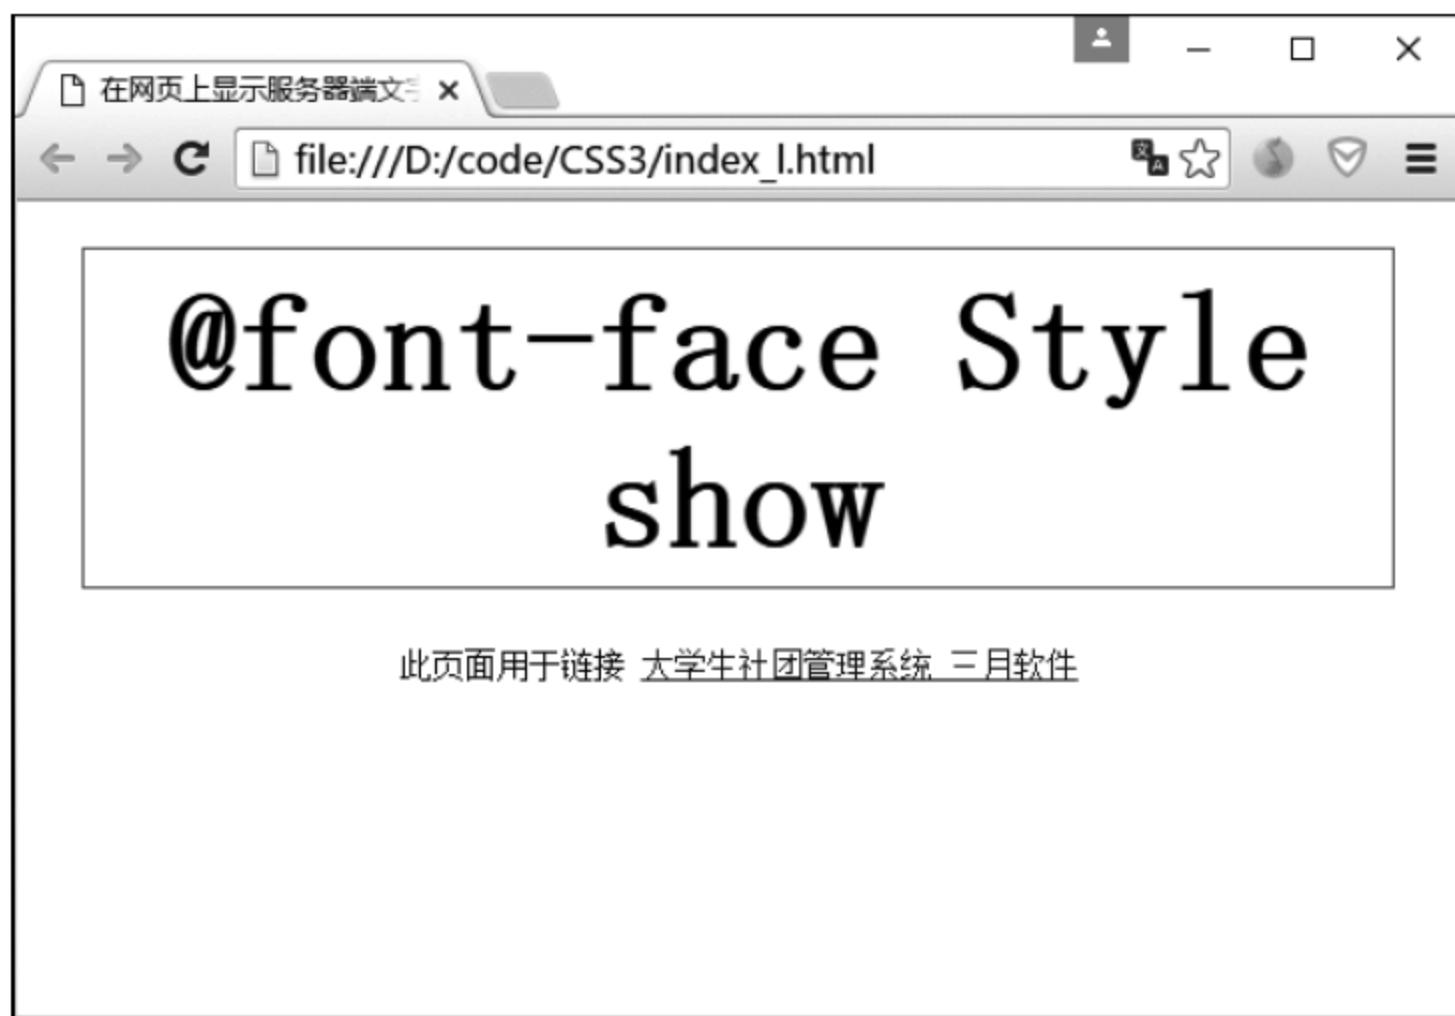 在网页上显示服务器端文字
file:///D:/code/CSS3/index_l.html
@font-face Style
show
此页面用于链接 大学生社团管理系统 三月软件